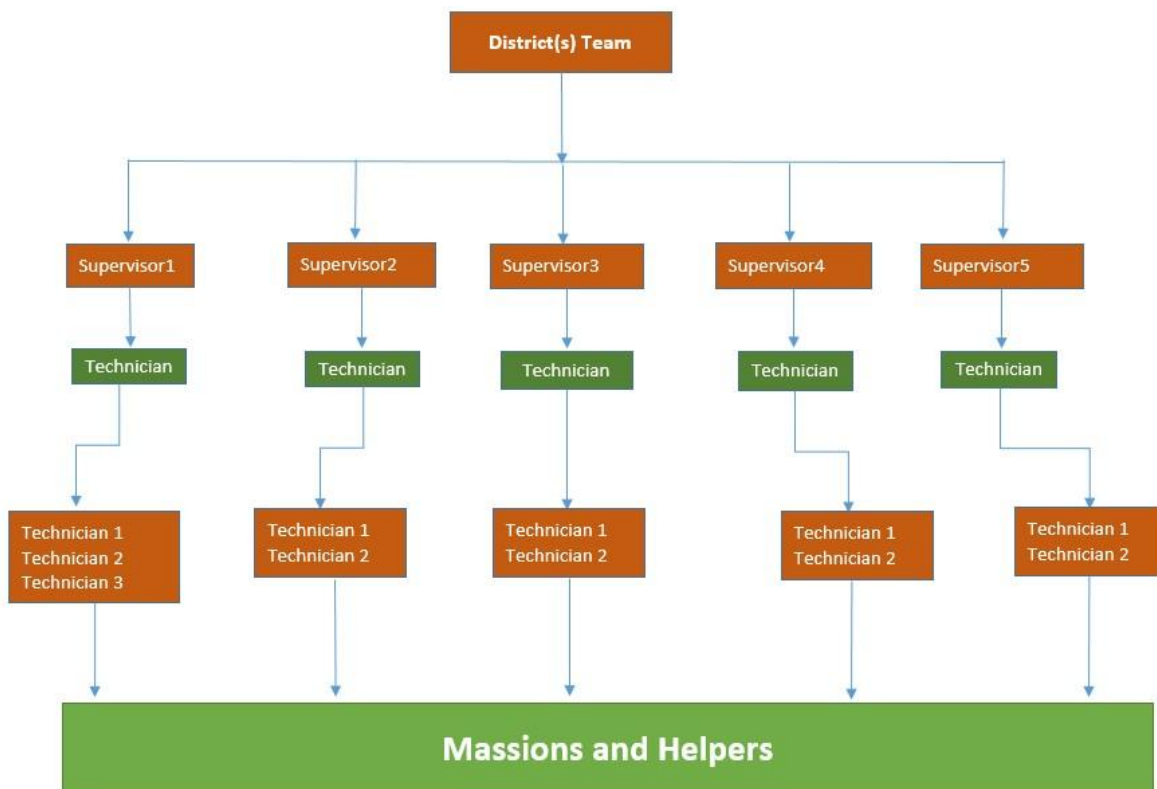 District(s) Team
Supervisor1
Supervisor2
Supervisor3
Supervisor4
Supervisor5
Technician
Technician
Technician
Technician
Technician
Technician 1
Technician 2
Technician 3
Technician 1
Technician 2
Technician 1
Technician 2
Technician 1
Technician 2
Technician 1
Technician 2
Massions and Helpers